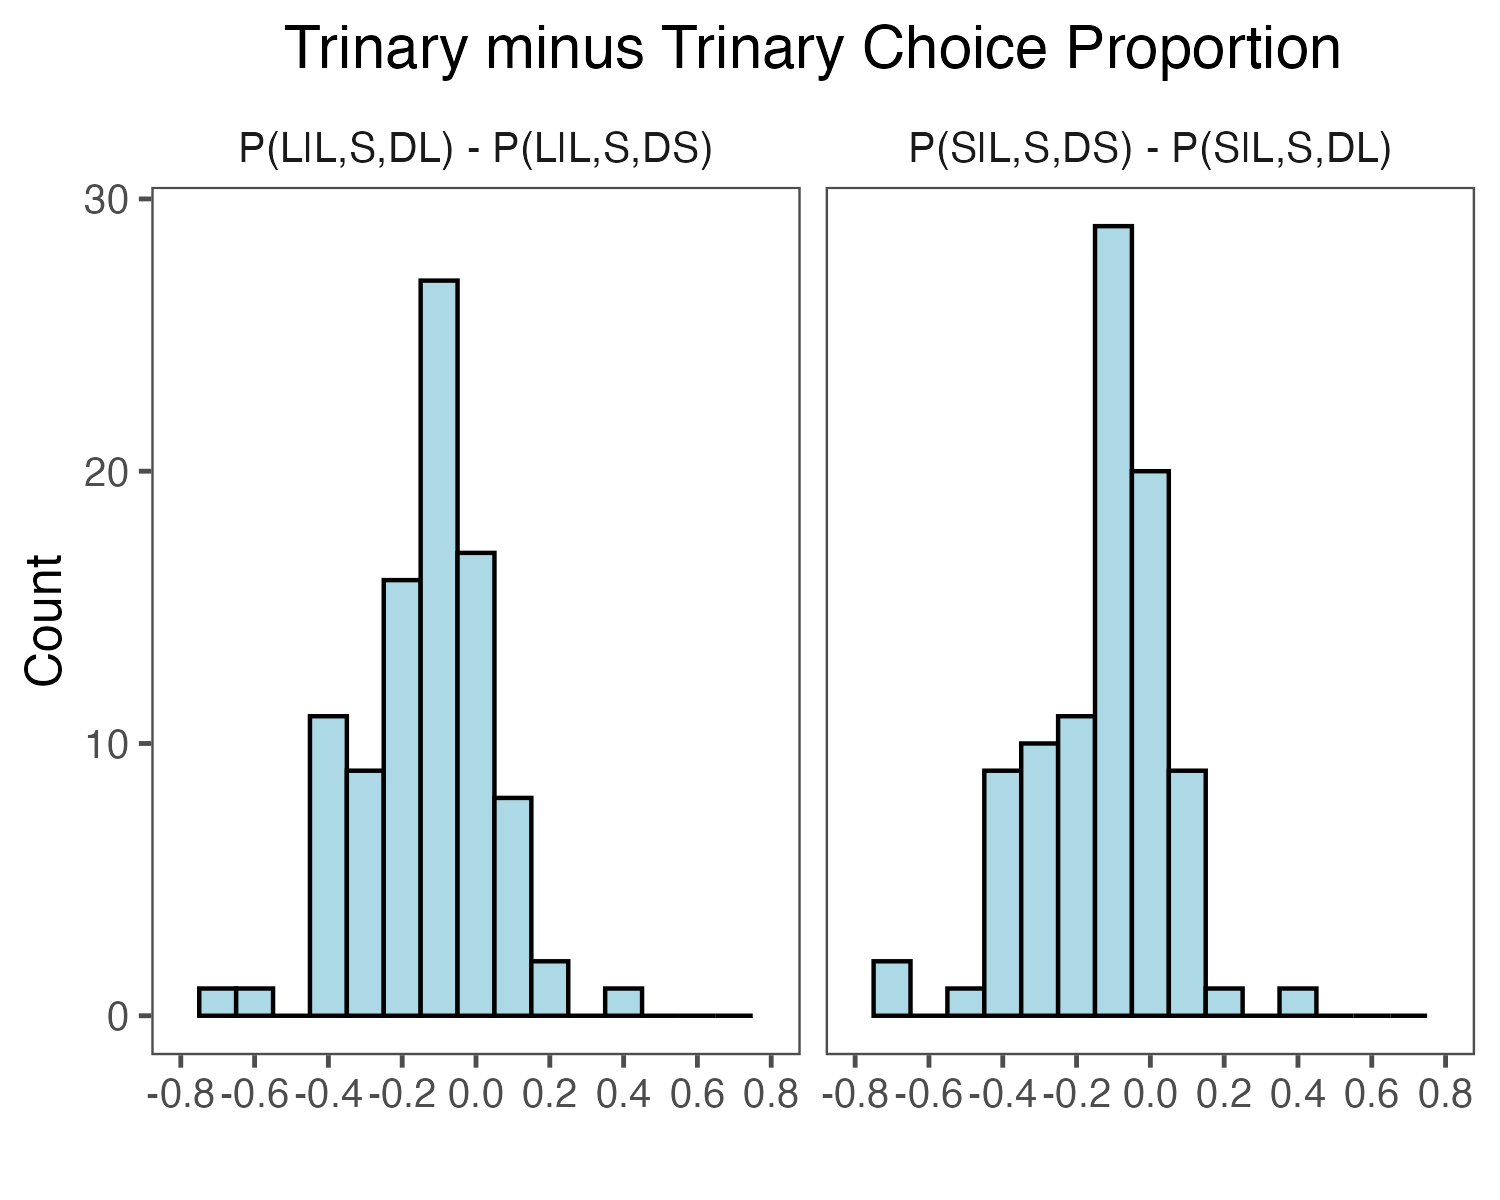 Trinary minus Trinary Choice Proportion
P(L|L,S,DL) - P(L|L,S,DS)
P(S|L,S,DS) - P(S|L,S,DL)
30
20
10
0
Count
-0.8 -0.6 -0.4 -0.2 0.0 0.2 0.4 0.6 0.8
-0.8 -0.6 -0.4 -0.2 0.0 0.2 0.4 0.6 0.8